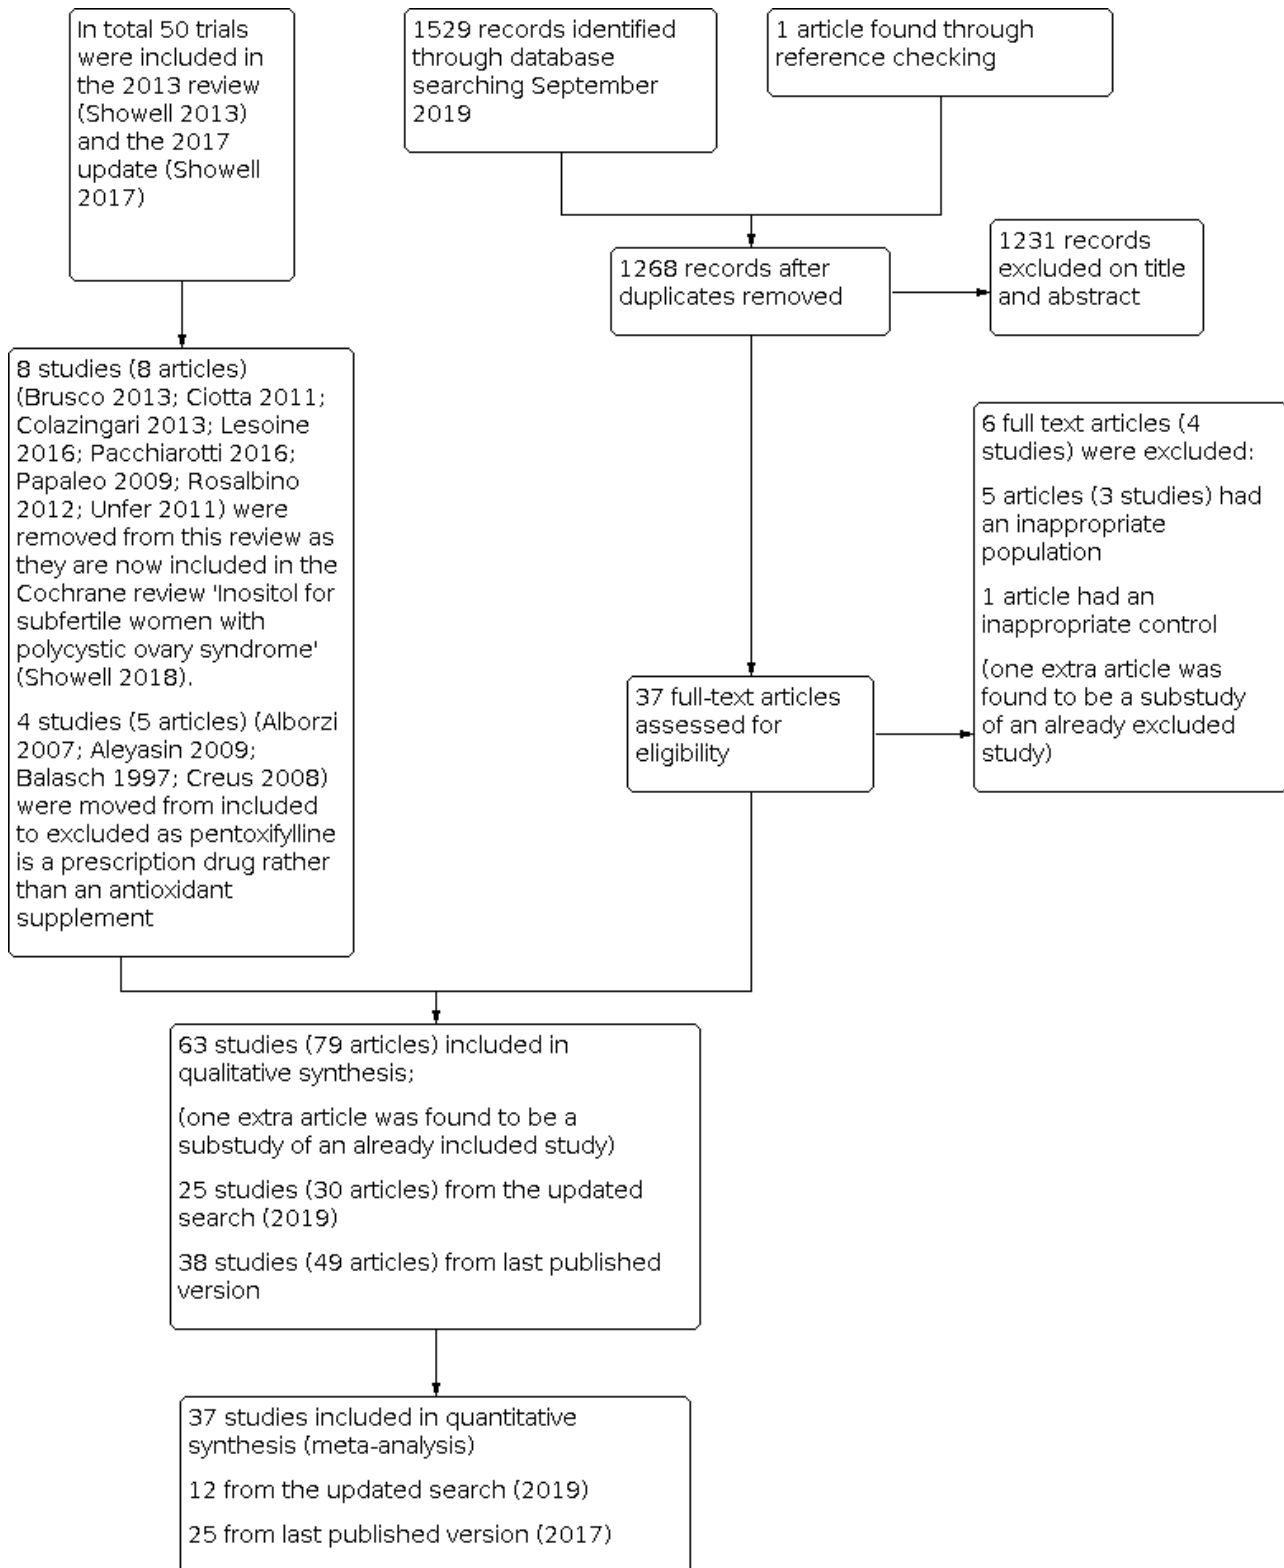 In total 50 trials
were included in
the 2013 review
(Showell 2013)
and the 2017
update (Showell
2017)
1529 records identified
through database
searching September
2019
1 article found through
reference checking
1268 records after
duplicates removed
1231 records
excluded on title
and abstract
8 studies (8 articles)
(Brusco 2013; Ciotta 2011;
Colazingari 2013; Lesoine
2016; Pacchiarotti 2016;
Papaleo 2009; Rosalbino
2012; Unfer 2011) were
removed from this review as
they are now included in the
Cochrane review 'Inositol for
subfertile women with
polycystic ovary syndrome'
(Showell 2018).
4 studies (5 articles) (Alborzi
2007; Aleyasin 2009;
Balasch 1997; Creus 2008)
were moved from included
to excluded as pentoxifylline
is a prescription drug rather
than an antioxidant
supplement
37 full-text articles
assessed for
eligibility
6 full text articles (4
studies) were excluded:
5 articles (3 studies) had
an inappropriate
population
1 article had an
inappropriate control
(one extra article was
found to be a substudy
of an already excluded
study)
63 studies (79 articles) included in
qualitative synthesis;
(one extra article was found to be a
substudy of an already included study)
25 studies (30 articles) from the updated
search (2019)
38 studies (49 articles) from last published
version
37 studies included in quantitative
synthesis (meta-analysis)
12 from the updated search (2019)
25 from last published version (2017)